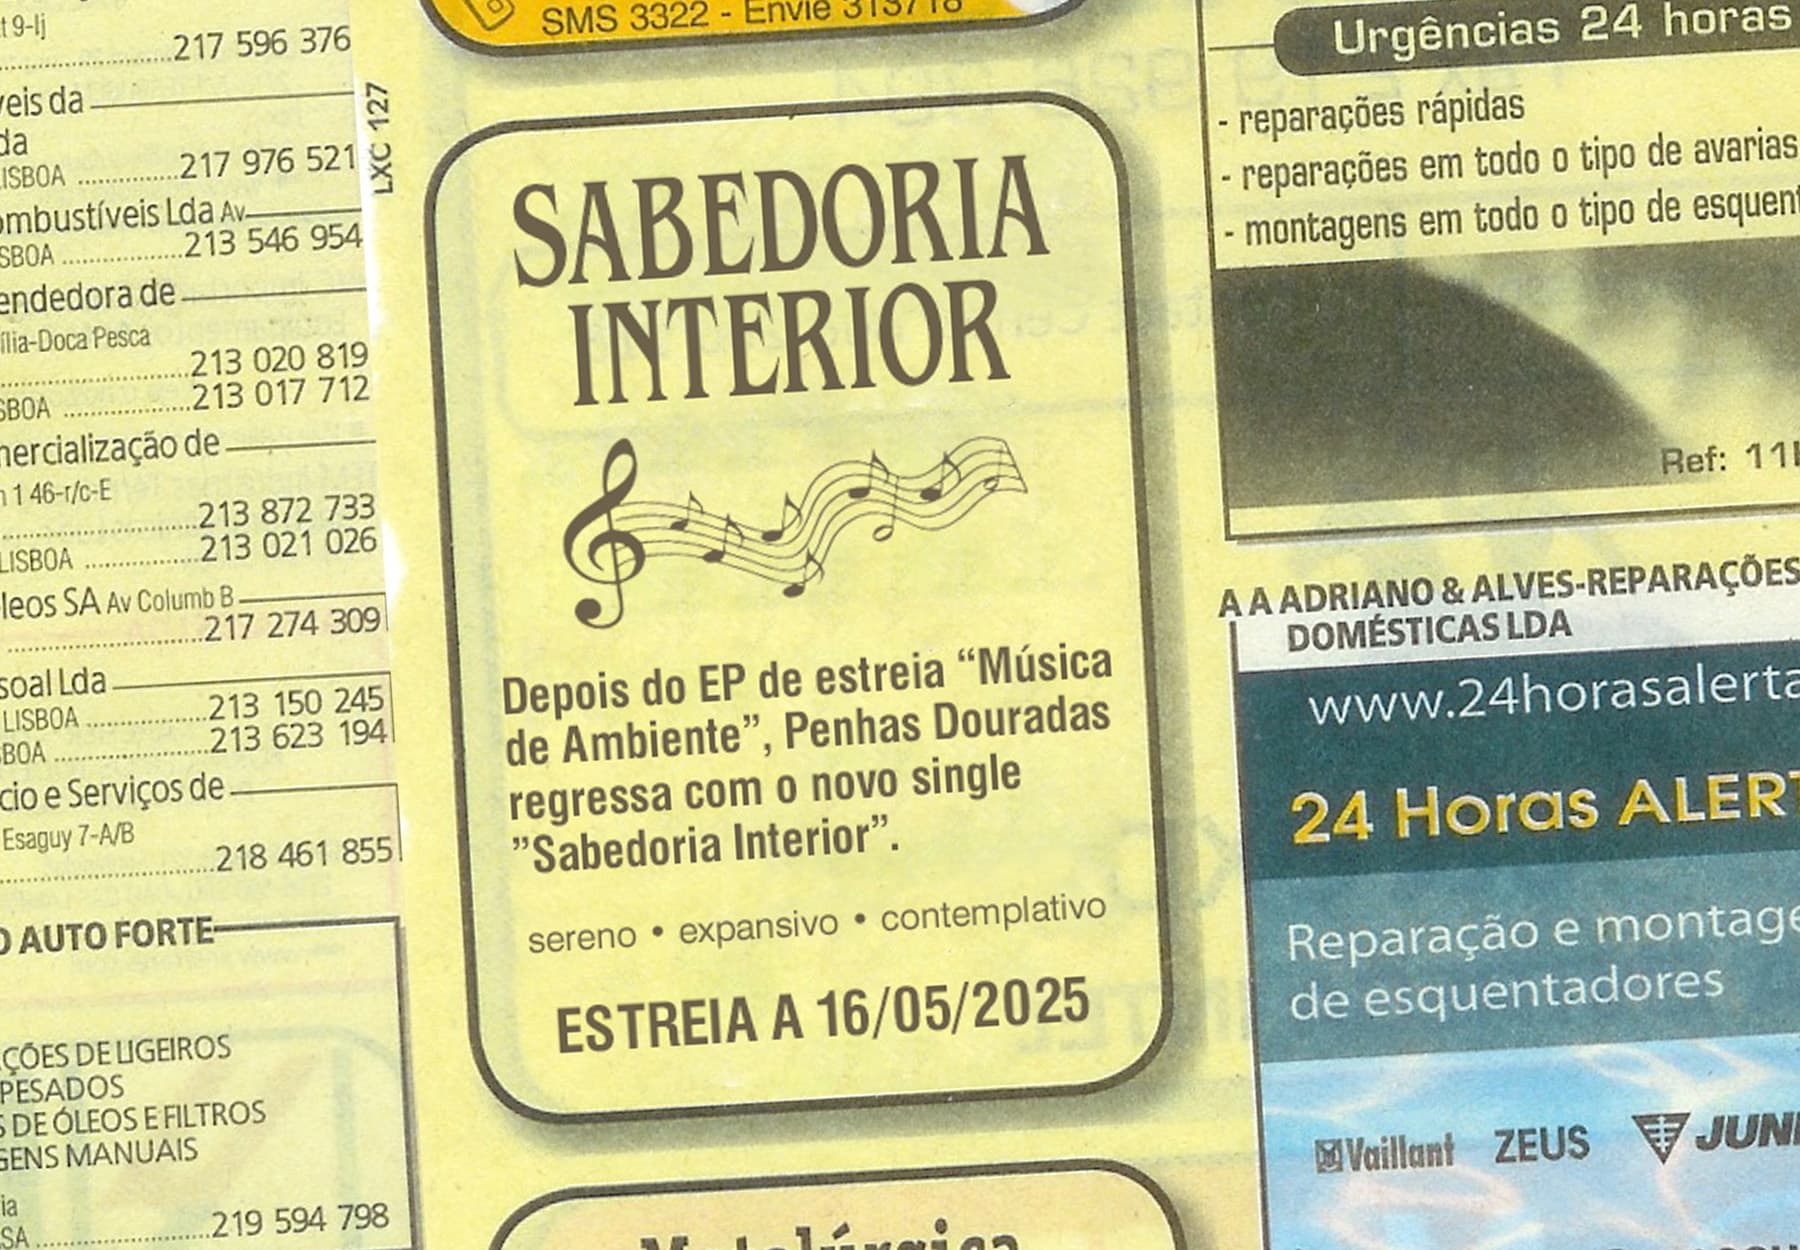 t 9-lj
217 596 376
veis da
da
ISBOA 217 976 521
ombustíveis Lda Av
SBOA 213 546 954
endedora de
ília-Doca Pesca
213 020 819
SBOA 213 017 712
mercialização de
n 1 46-r/c-E
213 872 733
LISBOA 213 021 026
leos SA Av Columb B
217 274 309
soal Lda
LISBOA 213 150 245
BOA 213 623 194
cio e Serviços de
Esaguy 7-A/B
218 461 855
O AUTO FORTE
ÇÕES DE LIGEIROS
PESADOS
S DE ÓLEOS E FILTROS
GENS MANUAIS
ia
SA 219 594 798
LXC 127
SMS 3322 - Envie 313718
SABEDORIA
INTERIOR
Depois do EP de estreia “Música
de Ambiente”, Penhas Douradas
regressa com o novo single
”Sabedoria Interior”.
sereno • expansivo • contemplativo
ESTREIA A 16/05/2025
Metalúrgica
Urgências 24 horas
- reparações rápidas
- reparações em todo o tipo de avarias
- montagens em todo o tipo de esquent
Ref: 11
A A ADRIANO & ALVES-REPARAÇÕES
DOMÉSTICAS LDA
www.24horasalerta
24 Horas ALERT
Reparação e montage
de esquentadores
Vaillant ZEUS JUN